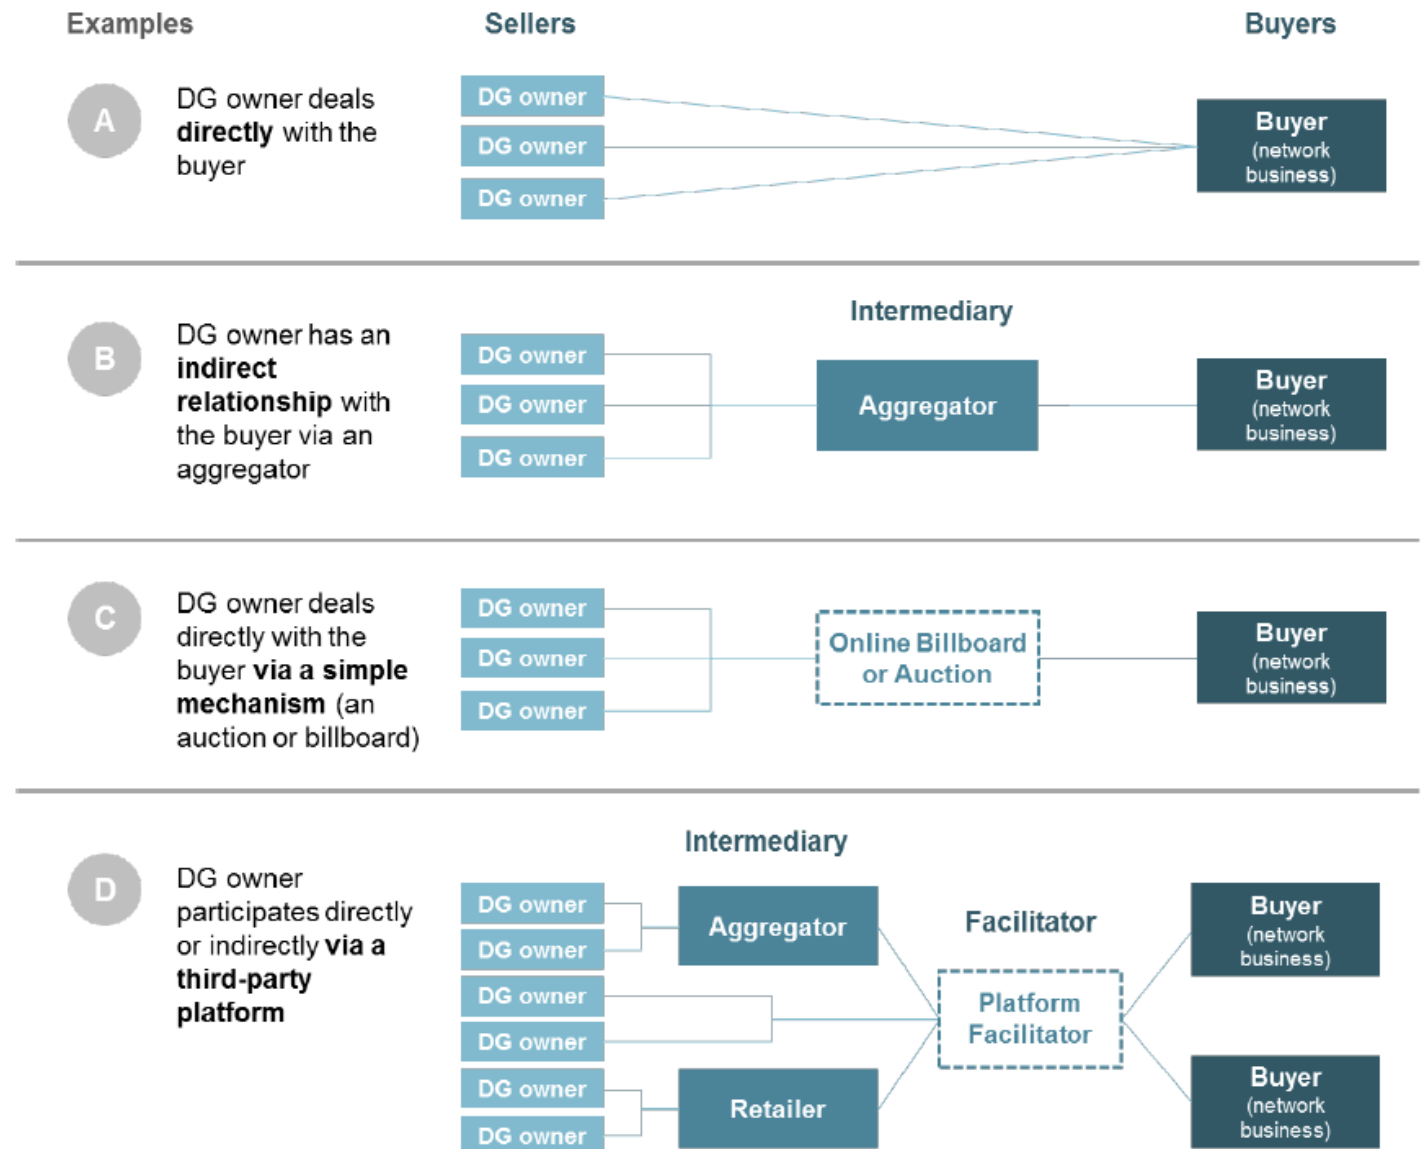 Examples
Sellers
Buyers
A
DG owner deals
directly with the
buyer
DG owner
DG owner
DG owner
Buyer
(network
business)
Intermediary
B
DG owner has an
indirect
relationship with
the buyer via an
aggregator
DG owner
DG owner
DG owner
Aggregator
Buyer
(network
business)
C
DG owner deals
directly with the
buyer via a simple
mechanism (an
auction or billboard)
DG owner
DG owner
DG owner
Online Billboard
or Auction
Buyer
(network
business)
Intermediary
D
DG owner
participates directly
or indirectly via a
third-party
platform
DG owner
DG owner
DG owner
DG owner
DG owner
DG owner
Aggregator
Retailer
Facilitator
Platform
Facilitator
Buyer
(network
business)
Buyer
(network
business)